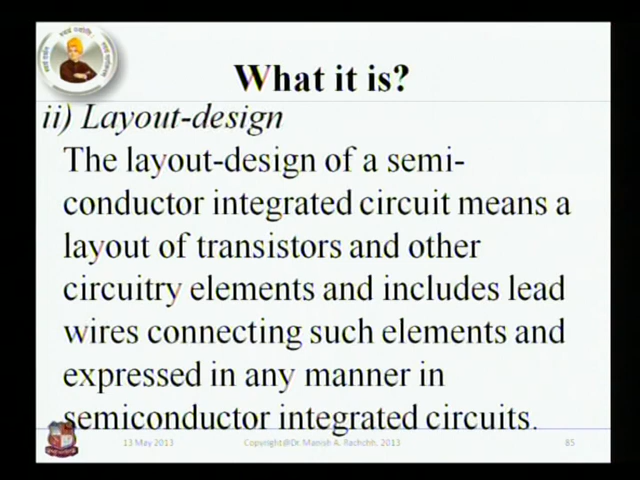 What it is?
ii) Layout-design
The layout-design of a semi-
conductor integrated circuit means a
layout of transistors and other
circuitry elements and includes lead
wires connecting such elements and
expressed in any manner in
semiconductor integrated circuits.
13 May 2013 Copyright@Dr. Manish A. Rachchh. 2013 85